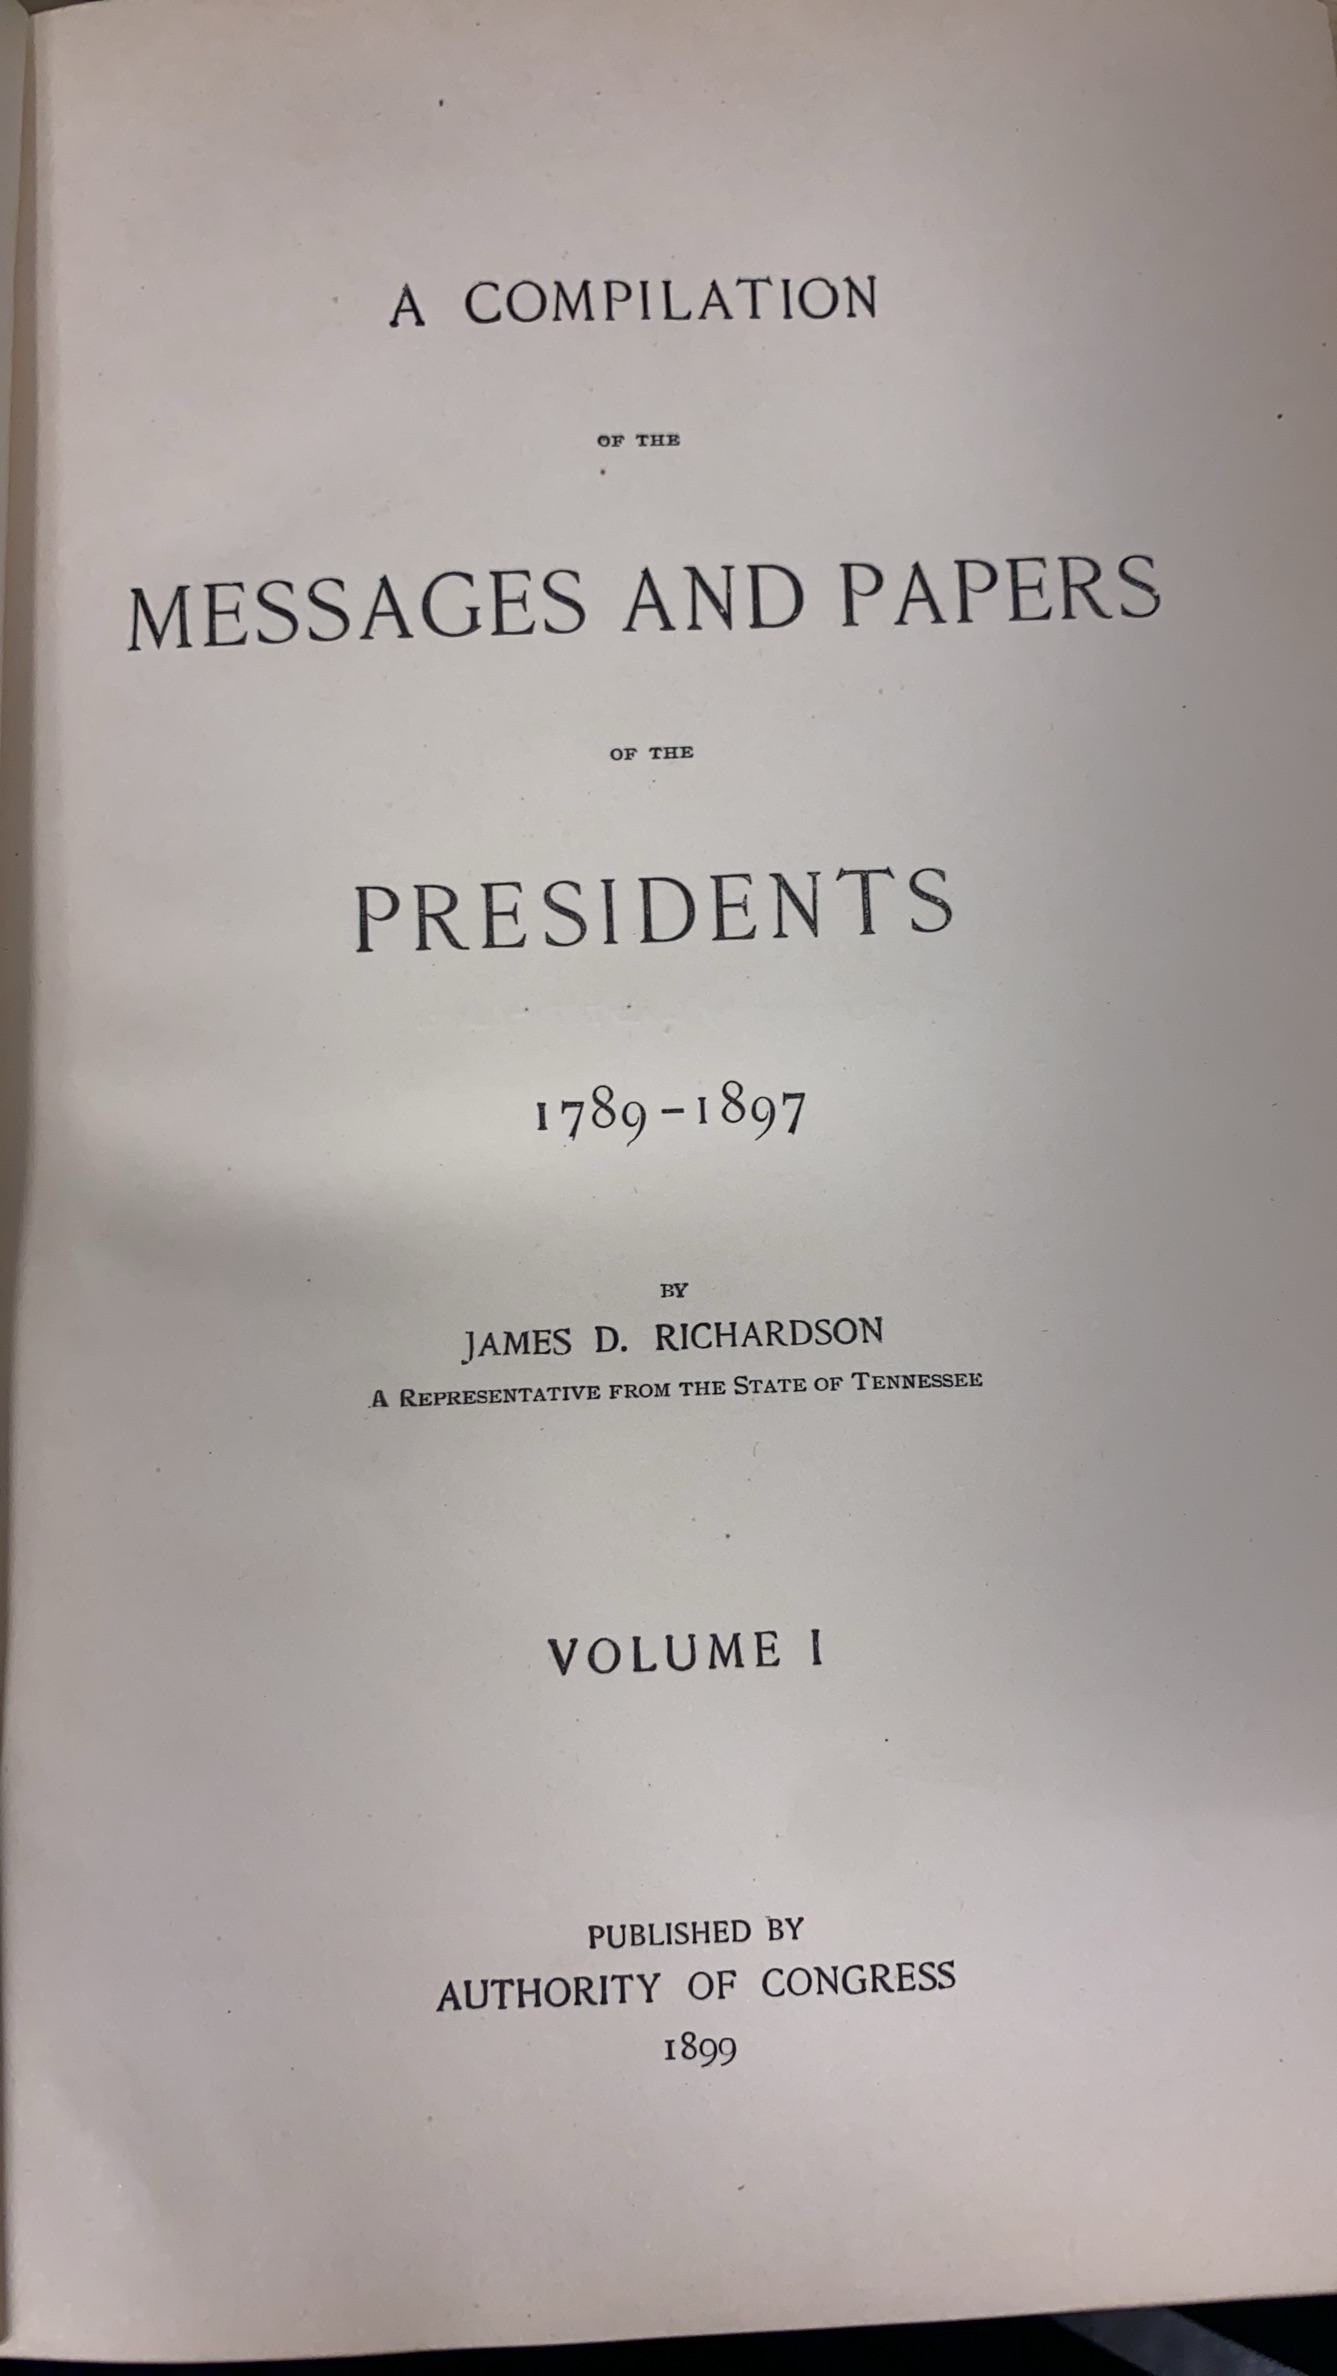 A COMPILATION
OF THE
MESSAGES AND PAPERS
OF THE
PRESIDENTS
1789-1897
BY
JAMES D. RICHARDSON
A REPRESENTATIVE FROM THE STATE OF TENNESSEE
VOLUME I
PUBLISHED BY
AUTHORITY OF CONGRESS
1899